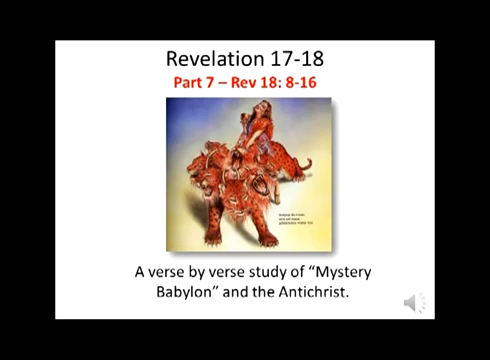 Revelation 17-18
Part 7 – Rev 18: 8-16
A verse by verse study of “Mystery
Babylon” and the Antichrist.